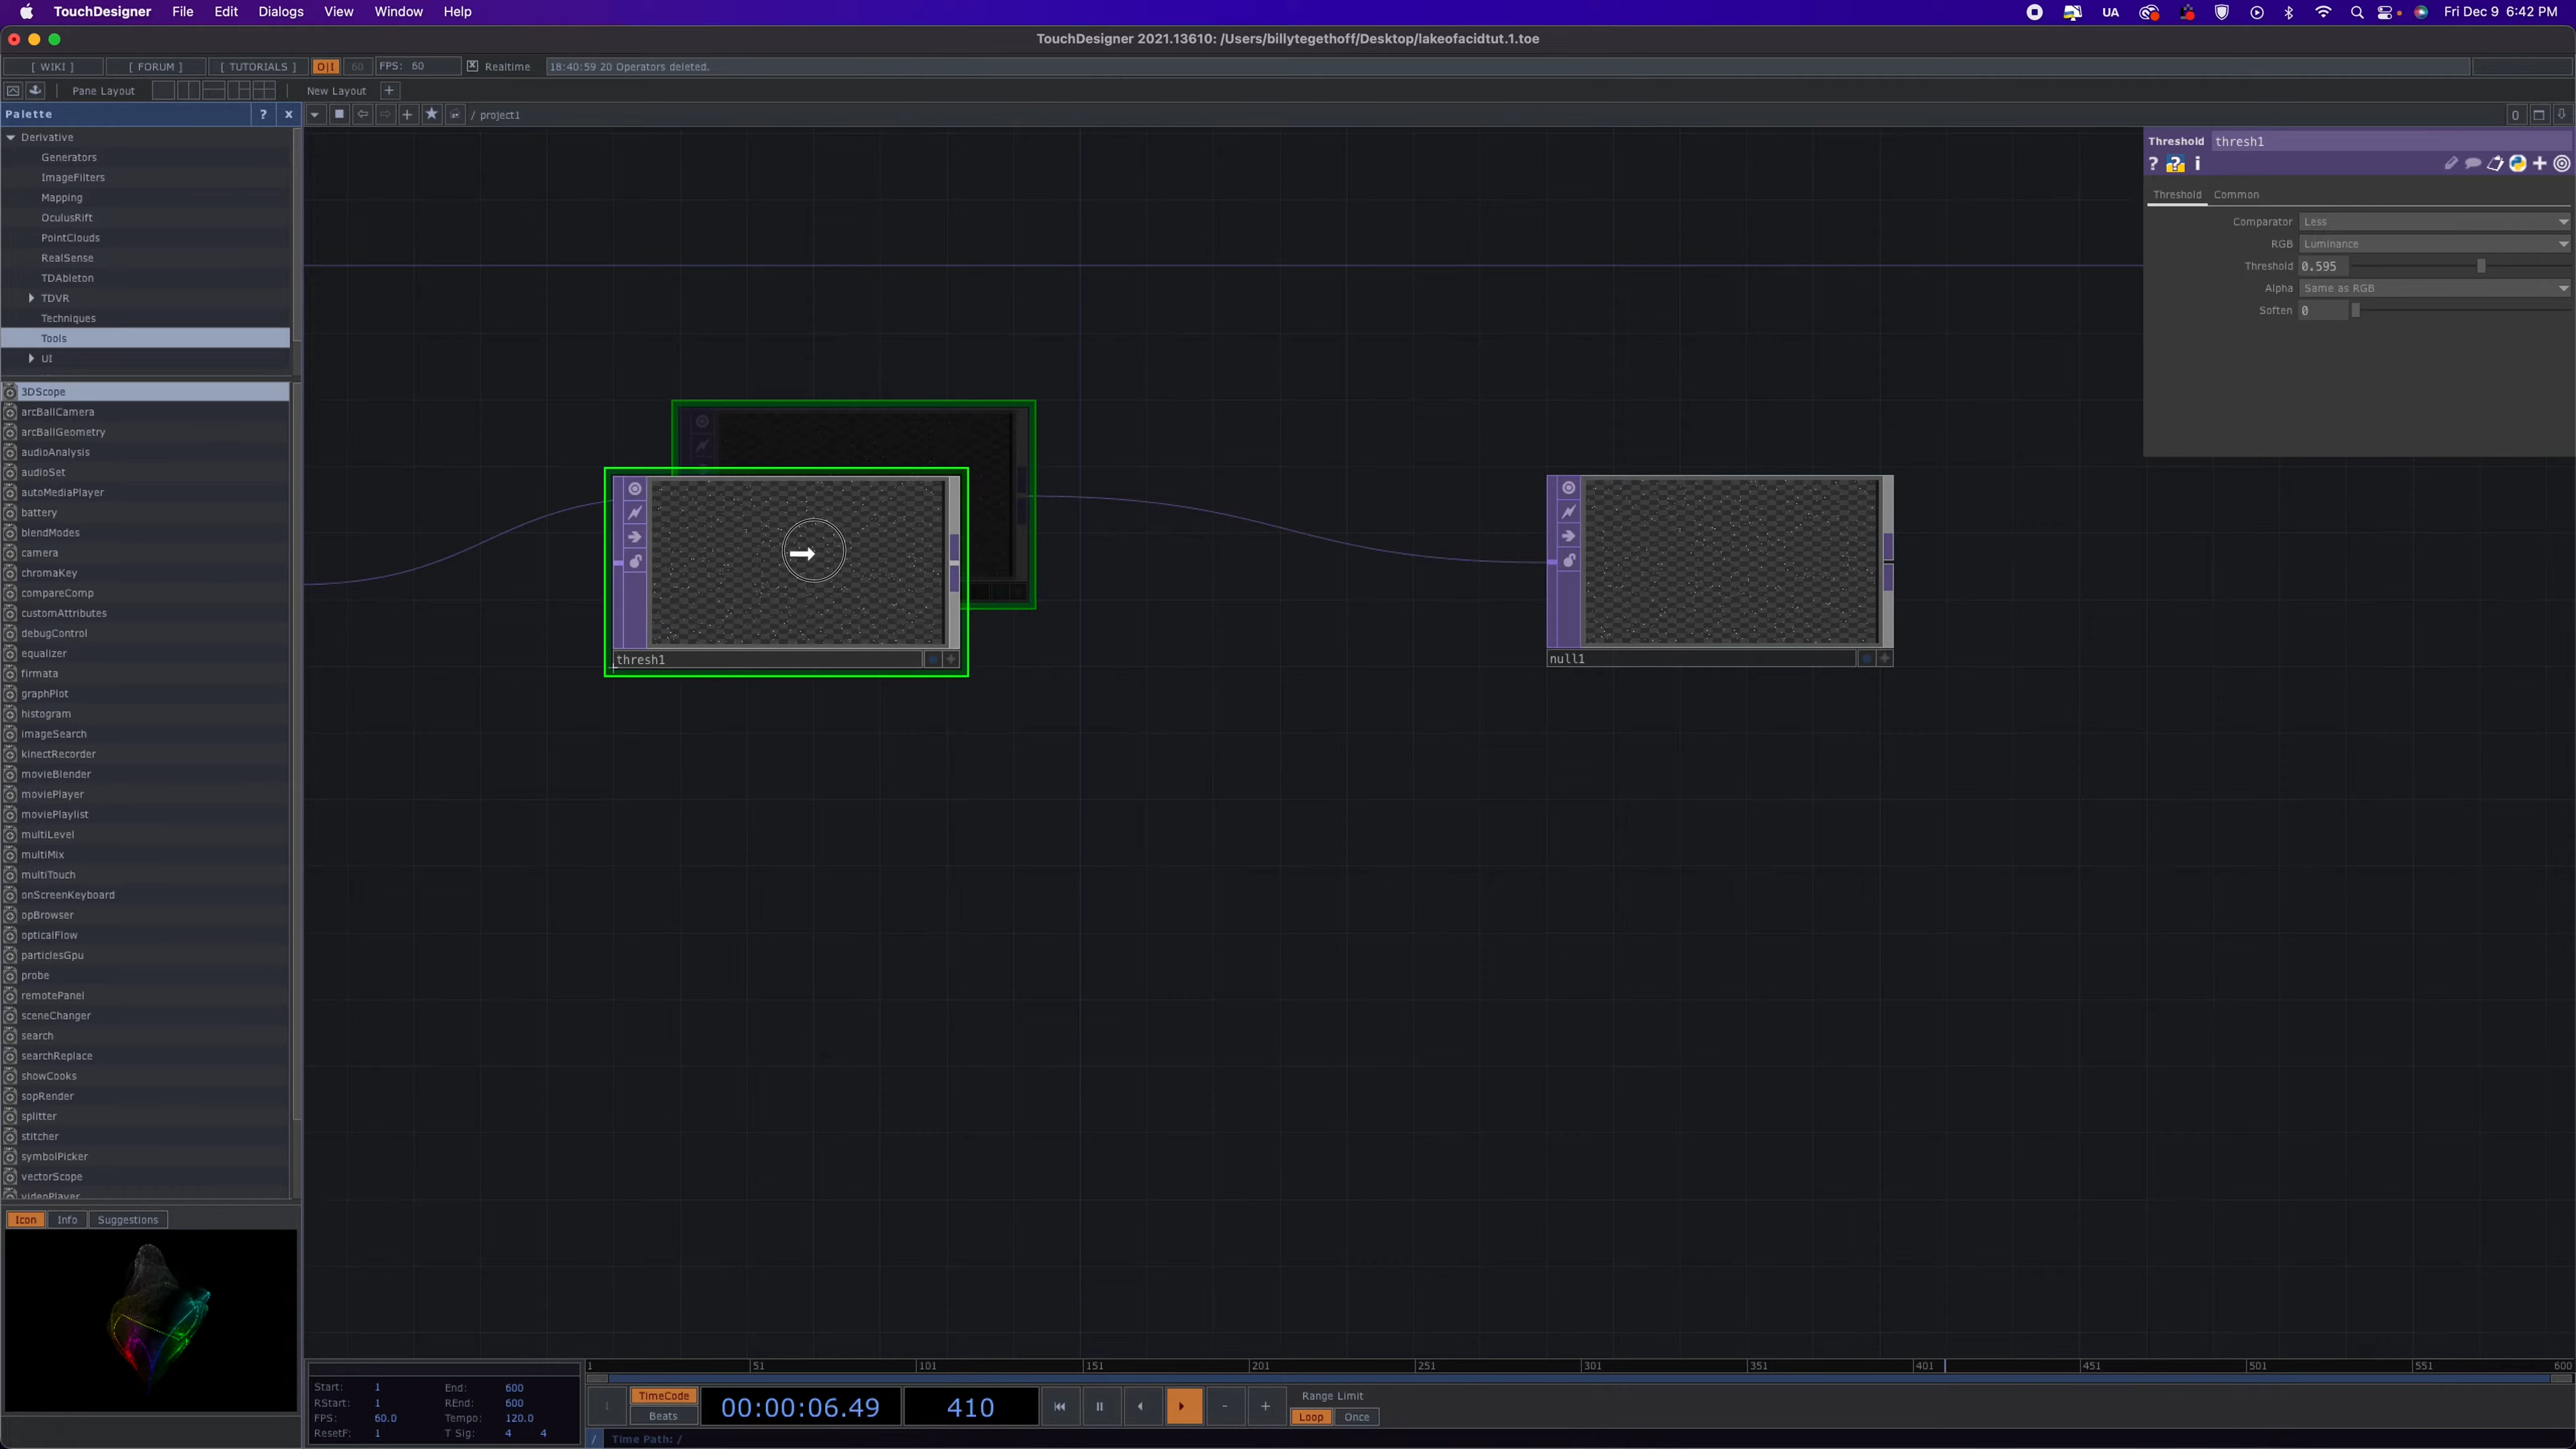 TouchDesigner File Edit Dialogs View Window Help UA Fri Dec 9 6:42 PM
TouchDesigner 2021.13610: /Users/billytegethoff/Desktop/lakeofacidtut.1.toe
[ WIKI ] [ FORUM ] [ TUTORIALS ] O|I 60 FPS: 60 Realtime 18:40:59 20 Operators deleted.
Pane Layout New Layout +
Palette ? x / project1 0
Derivative
Generators
ImageFilters
Mapping
OculusRift
PointClouds
RealSense
TDAbleton
TDVR
Techniques
Tools
UI
3DScope
arcBallCamera
arcBallGeometry
audioAnalysis
audioSet
autoMediaPlayer
battery
blendModes
camera
chromaKey
compareComp
customAttributes
debugControl
equalizer
firmata
graphPlot
histogram
imageSearch
kinectRecorder
movieBlender
moviePlayer
moviePlaylist
multiLevel
multiMix
multiTouch
onScreenKeyboard
opBrowser
opticalFlow
particlesGpu
probe
remotePanel
sceneChanger
search
searchReplace
showCooks
sopRender
splitter
stitcher
symbolPicker
vectorScope
videoPlayer
Icon Info Suggestions
thresh1
null1
Threshold thresh1
? ? i
Threshold Common
Comparator Less
RGB Luminance
Threshold 0.595
Alpha Same as RGB
Soften 0
1 51 101 151 201 251 301 351 401 451 501 551 600
Start: 1 End: 600
RStart: 1 REnd: 600
FPS: 60.0 Tempo: 120.0
ResetF: 1 T Sig: 4 4
TimeCode
Beats
00:00:06.49
410
- +
Range Limit
Loop Once
/ Time Path: /